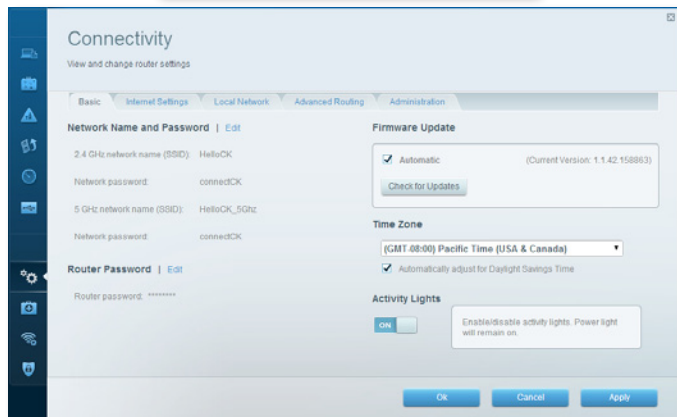 Connectivity
View and change router settings
Basic
Internet Settings
Local Network
Advanced Routing
Administration
Network Name and Password | Edit
2.4 GHz network name (SSID): HelloCK
Network password: connectCK
5 GHz network name (SSID): HelloCK_5Ghz
Network password: connectCK
Router Password | Edit
Router password: ********
Firmware Update
Automatic (Current Version: 1.1.42.158863)
Check for Updates
Time Zone
(GMT-08:00) Pacific Time (USA & Canada)
Automatically adjust for Daylight Savings Time
Activity Lights
ON
Enable/disable activity lights. Power light
will remain on.
Ok
Cancel
Apply